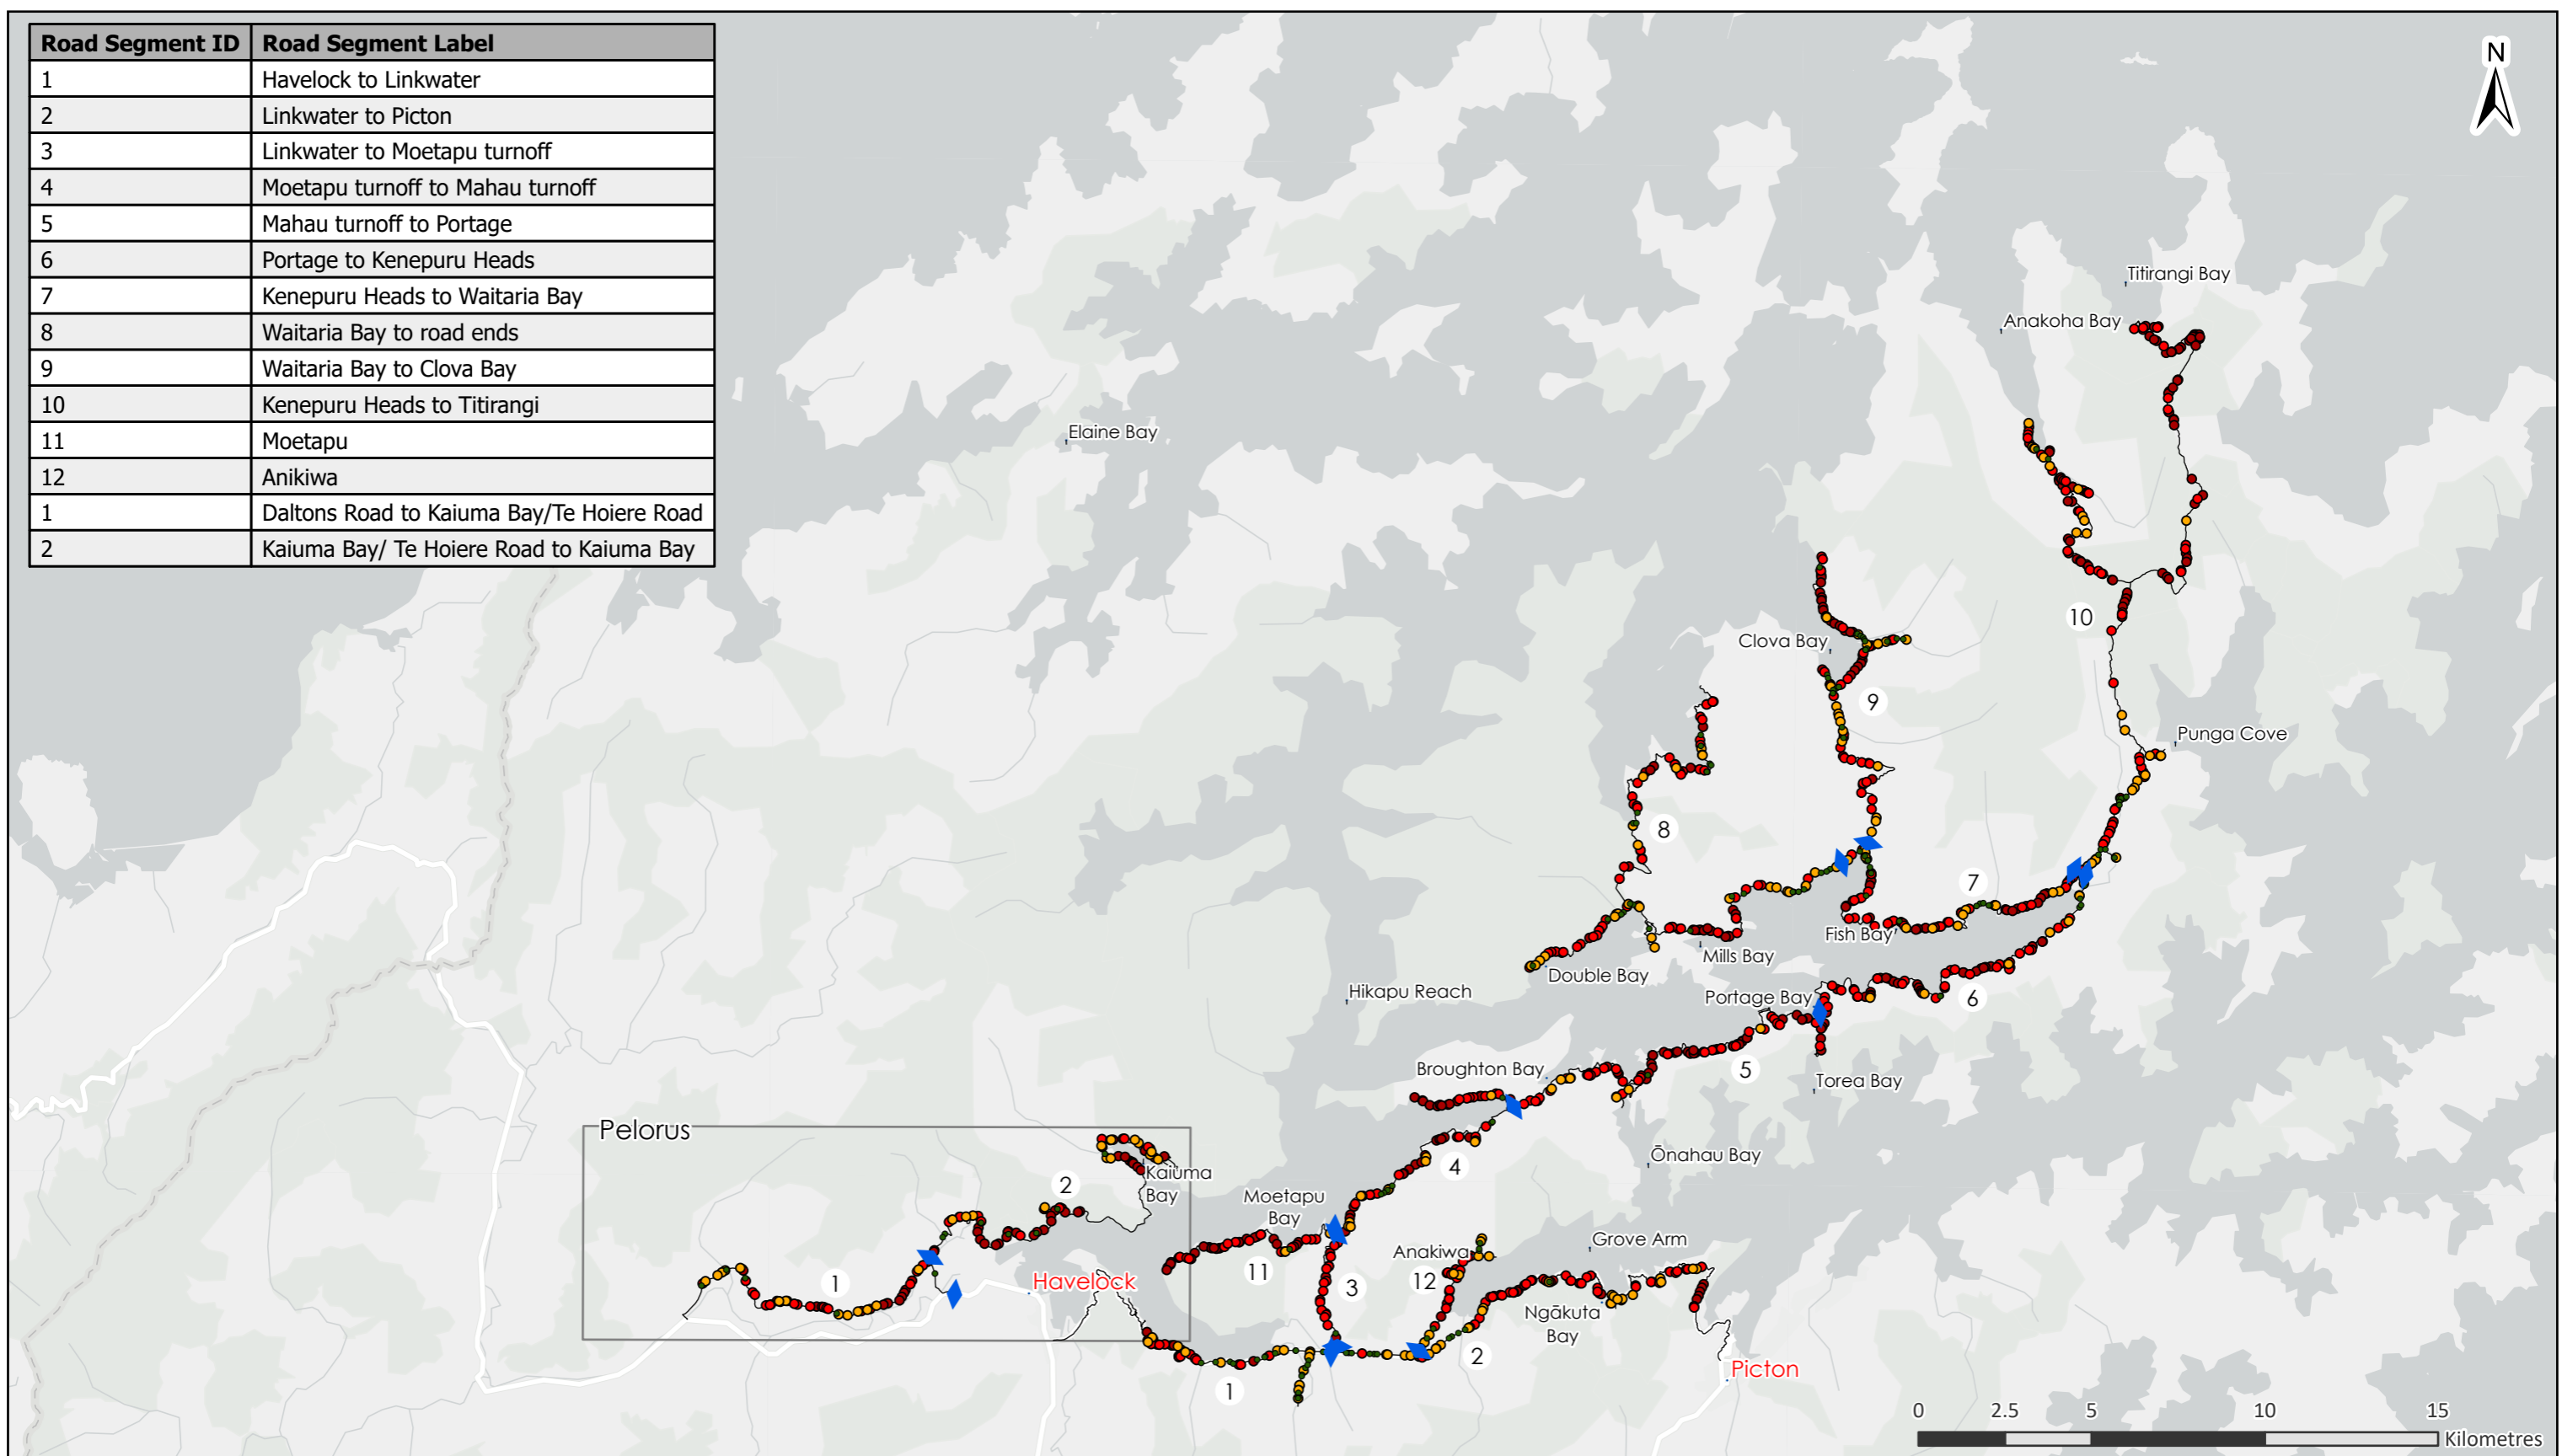 Road Segment ID Road Segment Label
1 Havelock to Linkwater
2 Linkwater to Picton
3 Linkwater to Moetapu turnoff
4 Moetapu turnoff to Mahau turnoff
5 Mahau turnoff to Portage
6 Portage to Kenepuru Heads
7 Kenepuru Heads to Waitaria Bay
8 Waitaria Bay to road ends
9 Waitaria Bay to Clova Bay
10 Kenepuru Heads to Titirangi
11 Moetapu
12 Anikiwa
1 Daltons Road to Kaiuma Bay/Te Hoiere Road
2 Kaiuma Bay/ Te Hoiere Road to Kaiuma Bay
N
Titirangi Bay
Anakoha Bay
Elaine Bay
10
Clova Bay
9
Punga Cove
8
7
Fish Bay
Mills Bay
Double Bay
Hikapu Reach
Portage Bay
6
5
Broughton Bay
Torea Bay
Pelorus
Ōnahau Bay
4
Kaiuma
Bay
2
Moetapu
Bay
Grove Arm
Anakiwa
11
12
3
1
Havelock
Ngākuta
Bay
2
Picton
1
0 2.5 5 10 15
Kilometres